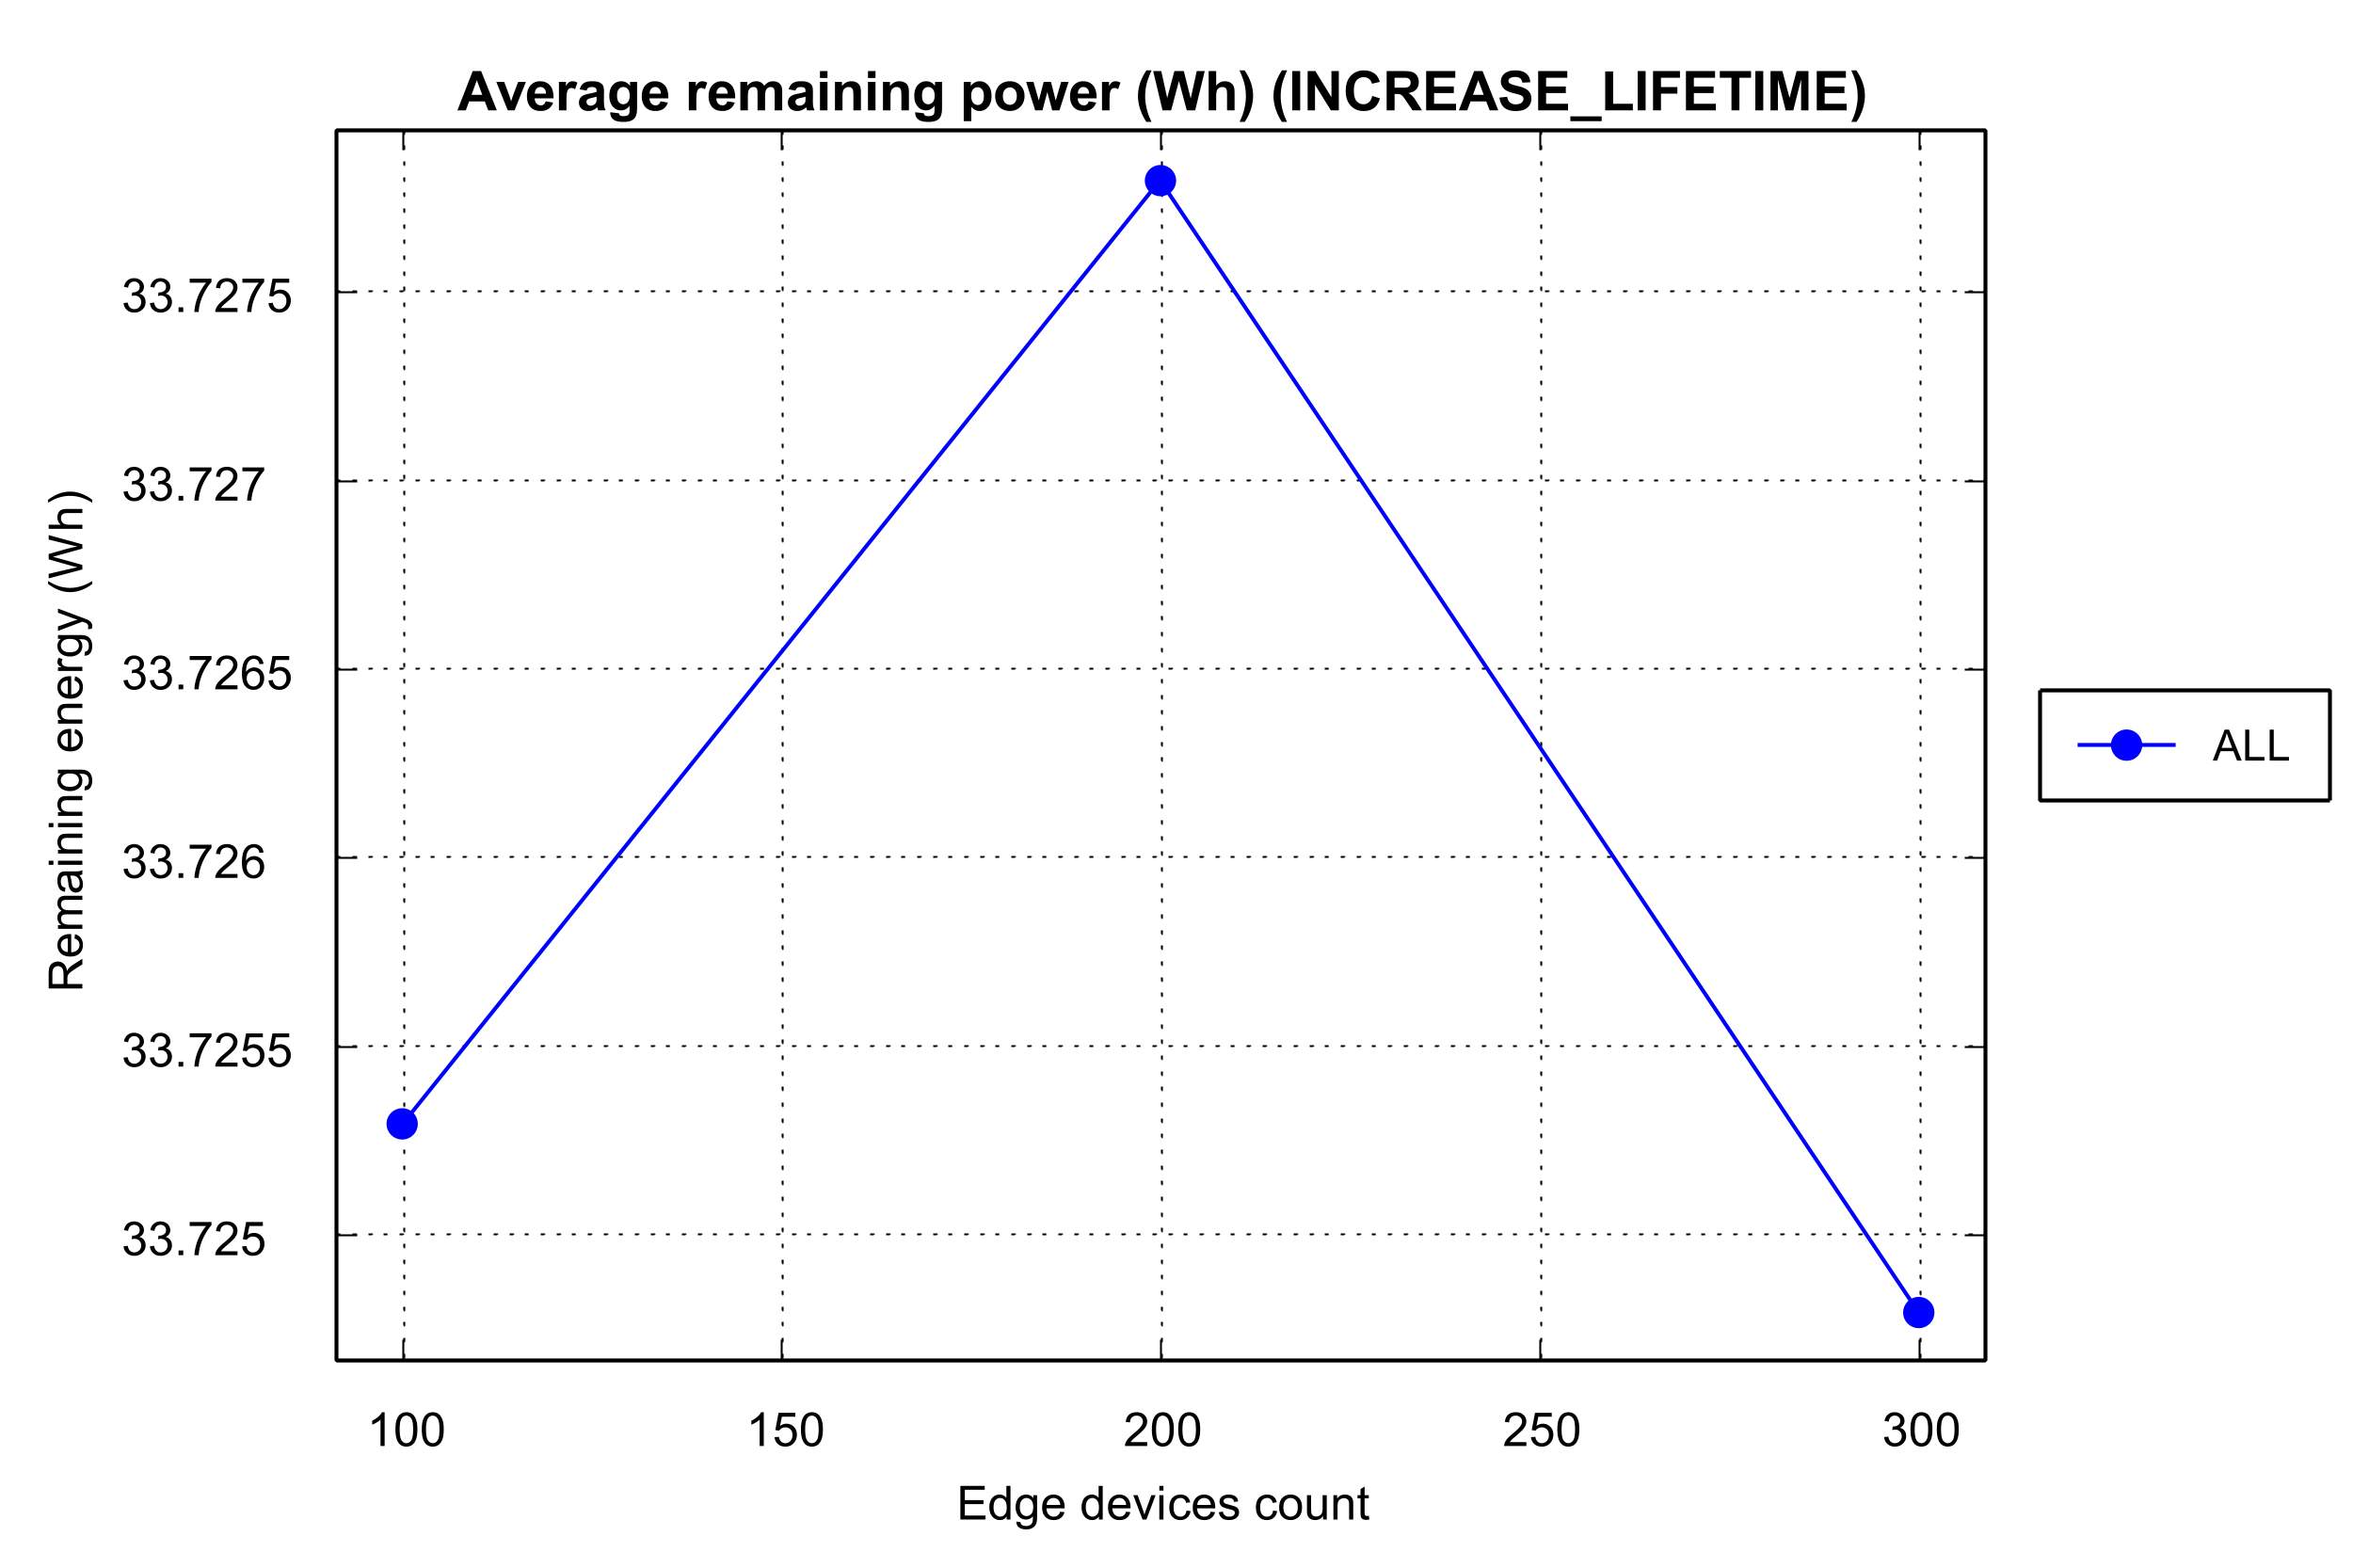 Average remaining power (Wh) (INCREASE_LIFETIME)
33.7275
33.727
33.7265
33.726
33.7255
33.725
Remaining energy (Wh)
100 150 200 250 300
Edge devices count
ALL